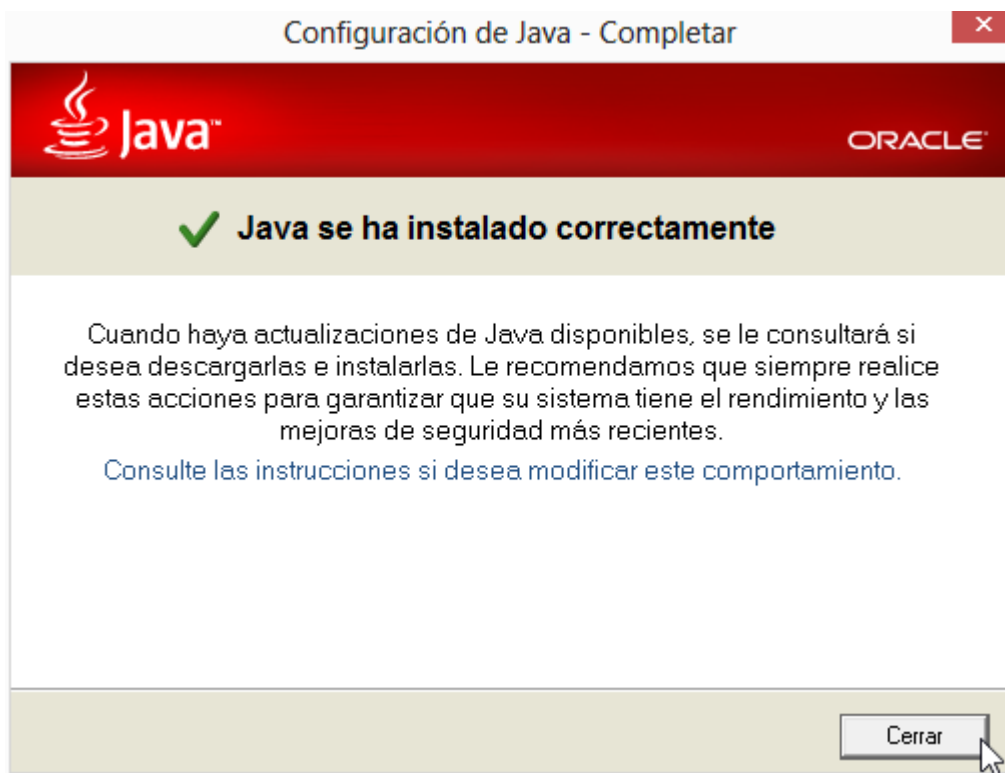 Configuración de Java - Completar
Java™
ORACLE
Java se ha instalado correctamente
Cuando haya actualizaciones de Java disponibles, se le consultará si
desea descargarlas e instalarlas. Le recomendamos que siempre realice
estas acciones para garantizar que su sistema tiene el rendimiento y las
mejoras de seguridad más recientes.
Consulte las instrucciones si desea modificar este comportamiento.
Cerrar